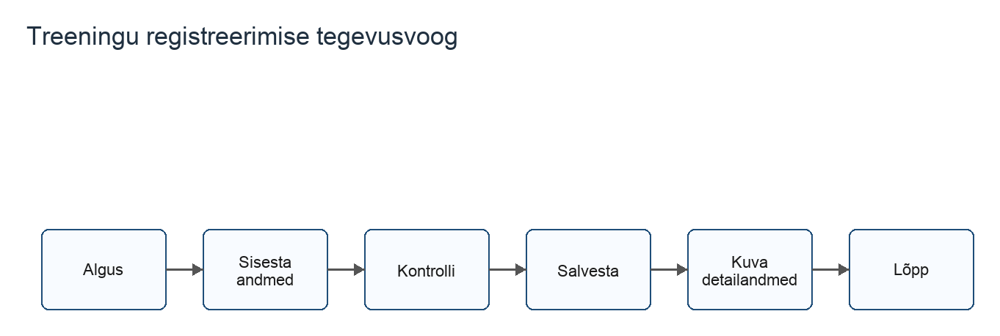 Treeningu registreerimise tegevusvoog
Algus
Sisesta
andmed
Kontrolli
Salvesta
Kuva
detailandmed
Lõpp